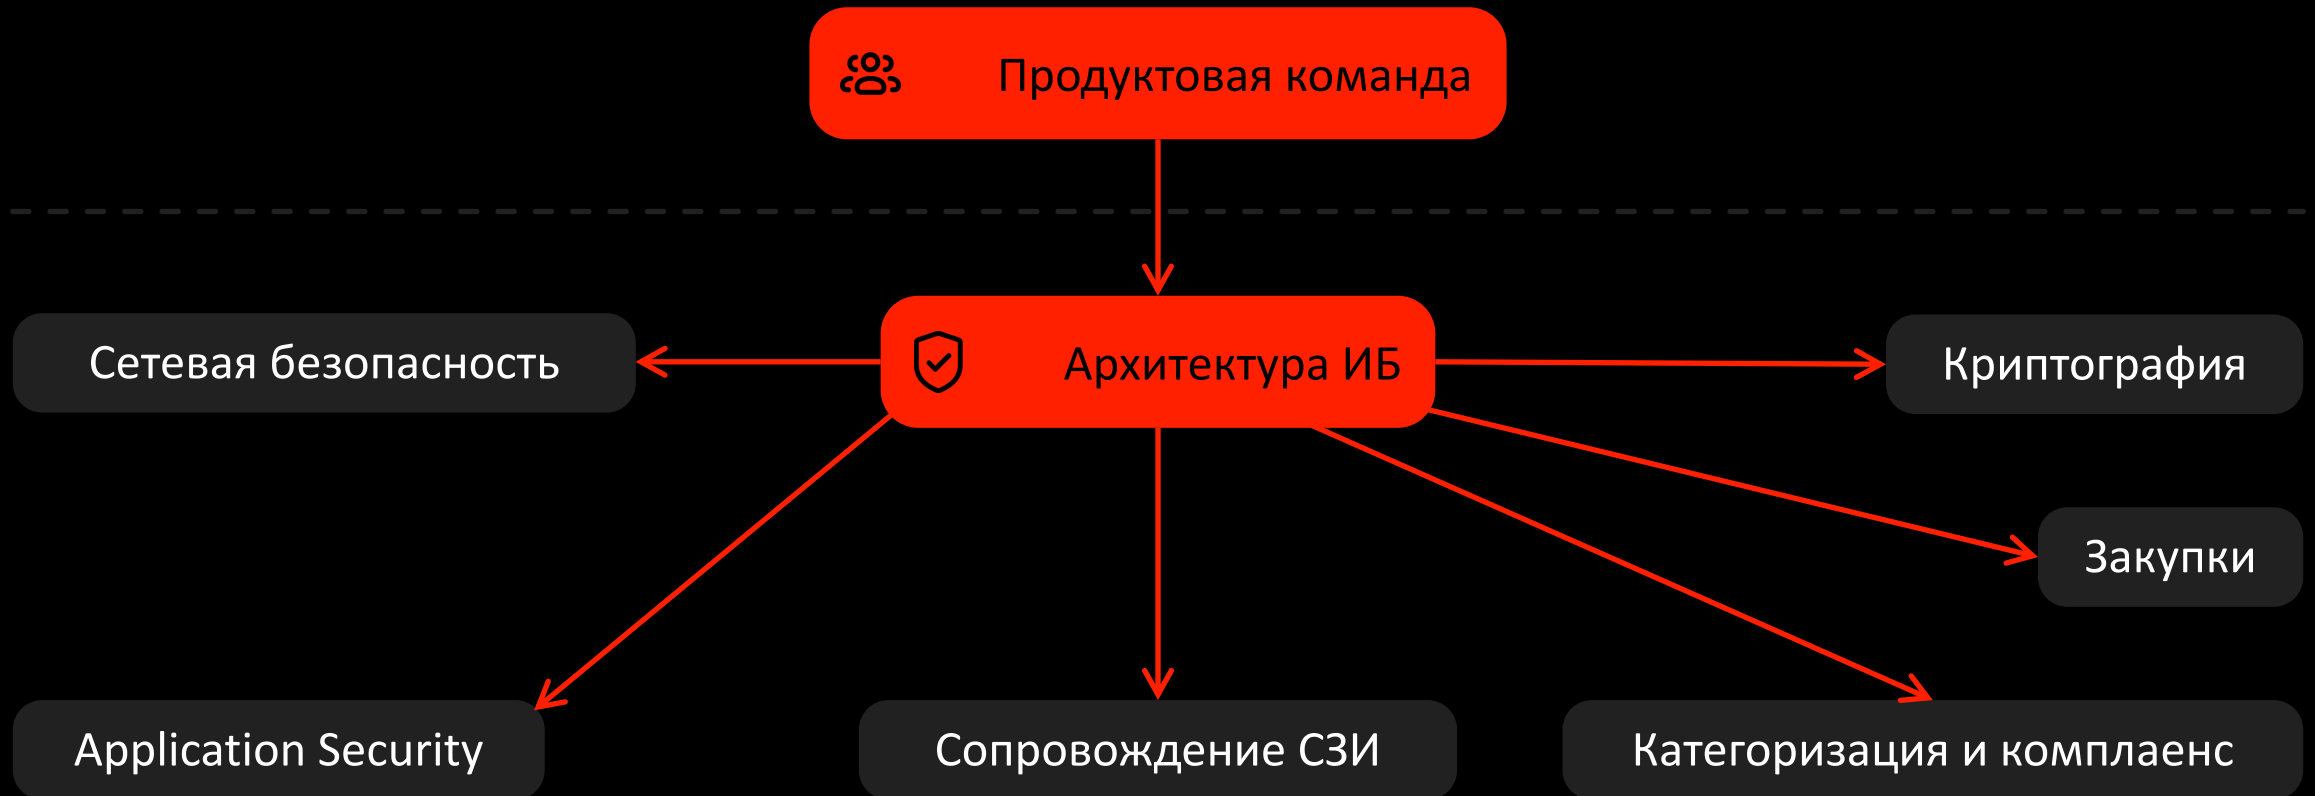 Продуктовая команда
Сетевая безопасность
Архитектура ИБ
Криптография
Закупки
Application Security
Сопровождение СЗИ
Категоризация и комплаенс